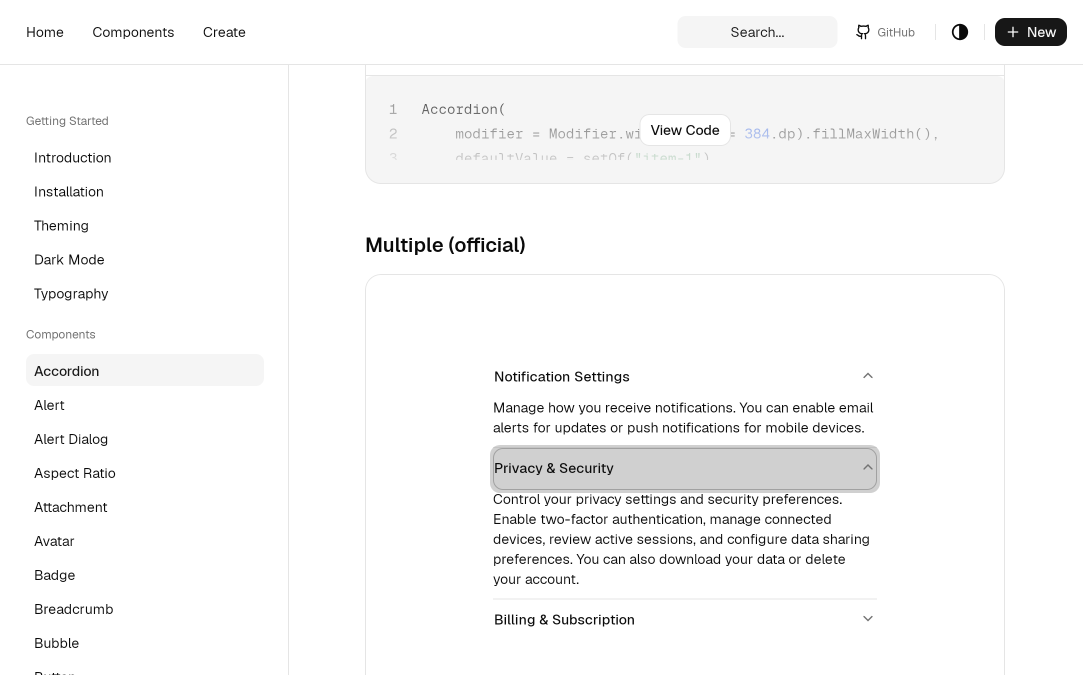 Home Components Create Search... GitHub New
Getting Started
Introduction
Installation
Theming
Dark Mode
Typography
Components
Accordion
Alert
Alert Dialog
Aspect Ratio
Attachment
Avatar
Badge
Breadcrumb
Bubble
1 Accordion(
2 modifier = Modifier.wi = 384.dp).fillMaxWidth(),
View Code
3 defaultValue = setOf("item-1")
Multiple (official)
Notification Settings
Manage how you receive notifications. You can enable email
alerts for updates or push notifications for mobile devices.
Privacy & Security
Control your privacy settings and security preferences.
Enable two-factor authentication, manage connected
devices, review active sessions, and configure data sharing
preferences. You can also download your data or delete
your account.
Billing & Subscription